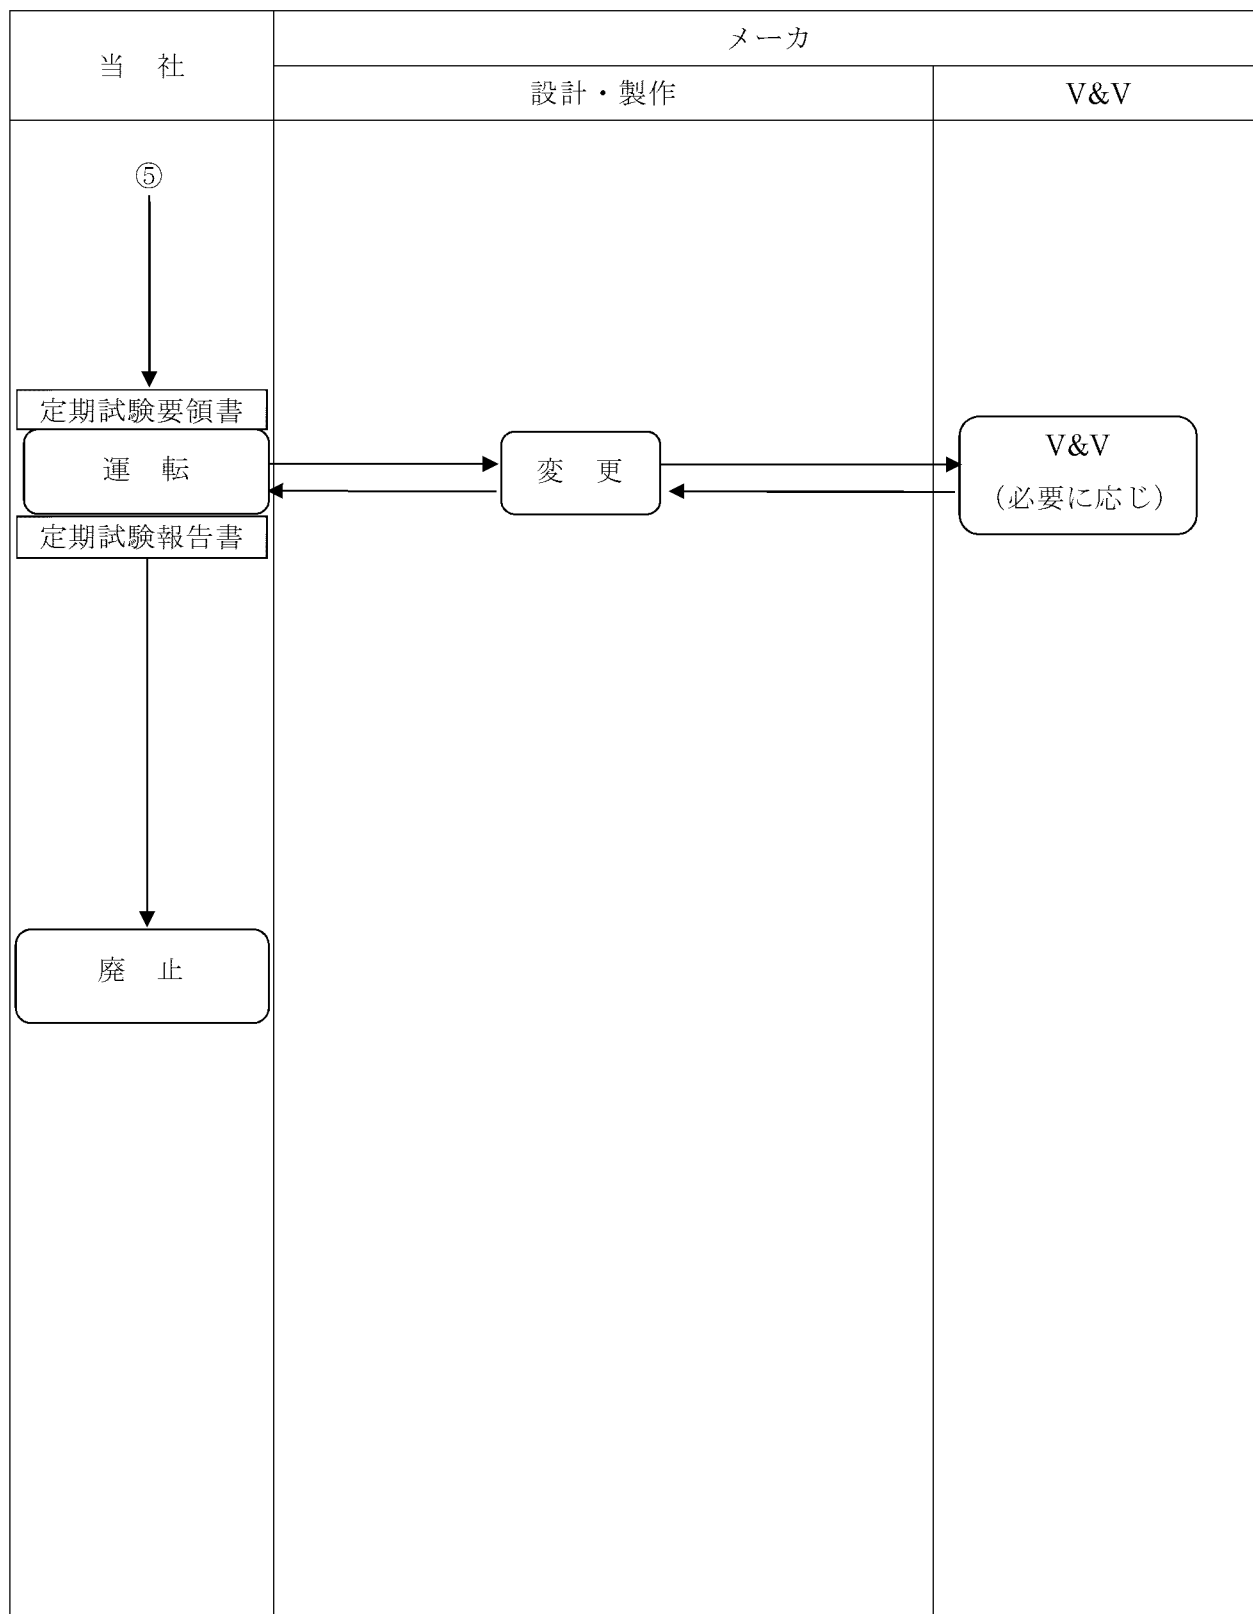 当　社
メーカ
設計・製作
V&V
⑤
定期試験要領書
運　転
変　更
V&V
（必要に応じ）
定期試験報告書
廃　止